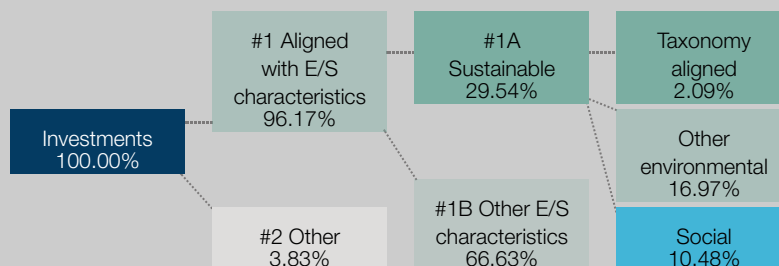 #1 Aligned
with E/S
characteristics
96.17%
#1A
Sustainable
29.54%
Taxonomy
aligned
2.09%
Investments
100.00%
Other
environmental
16.97%
#2 Other
3.83%
#1B Other E/S
characteristics
66.63%
Social
10.48%